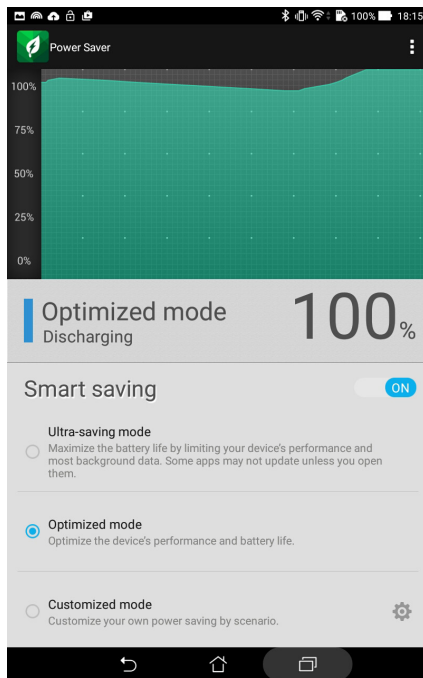 100% 18:15
Power Saver
100%
75%
50%
25%
0%
Optimized mode
Discharging
100%
Smart saving
ON
Ultra-saving mode
Maximize the battery life by limiting your device's performance and
most background data. Some apps may not update unless you open
them.
Optimized mode
Optimize the device's performance and battery life.
Customized mode
Customize your own power saving by scenario.